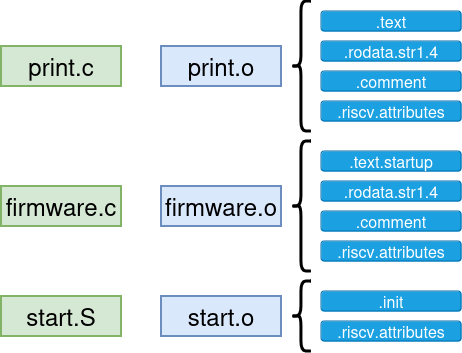 print.c
print.o
.text
.rodata.str1.4
.comment
.riscv.attributes
firmware.c
firmware.o
.text.startup
.rodata.str1.4
.comment
.riscv.attributes
start.S
start.o
.init
.riscv.attributes